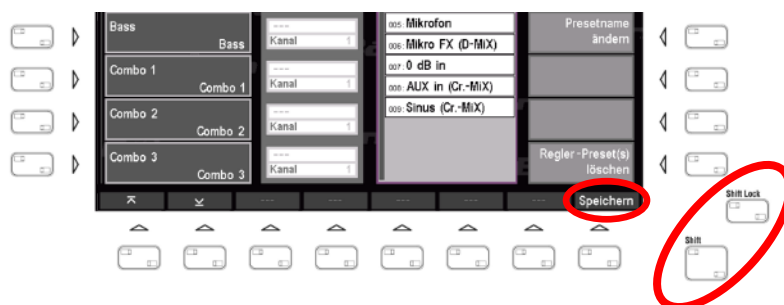 Bass
Bass
---
Kanal 1
005: Mikrofon
006: Mikro FX (D-MiX)
007: 0 dB in
008: AUX in (Cr.-MiX)
009: Sinus (Cr.-MiX)
Presetname
ändern
Combo 1
Combo 1
---
Kanal 1
Combo 2
Combo 2
---
Kanal 1
Combo 3
Combo 3
---
Kanal 1
Regler-Preset(s)
löschen
--- --- --- --- --- Speichern
Shift Lock
Shift